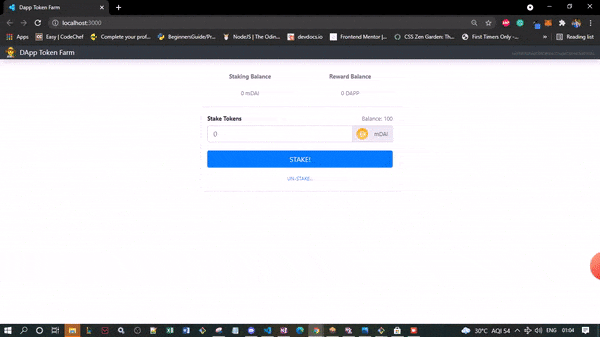 Dapp Token Farm
localhost:3000
Apps
Easy | CodeChef
Complete your prof...
BeginnersGuide/Pr...
NodeJS | The Odin...
devdocs.io
Frontend Mentor |...
CSS Zen Garden: Th...
First Timers Only -...
»
Reading list
DApp Token Farm
Staking Balance Reward Balance
0 mDAI 0 DAPP
Stake Tokens Balance: 100
0 mDAI
STAKE!
UN-STAKE...
30°C AQI 54 ENG 01:04